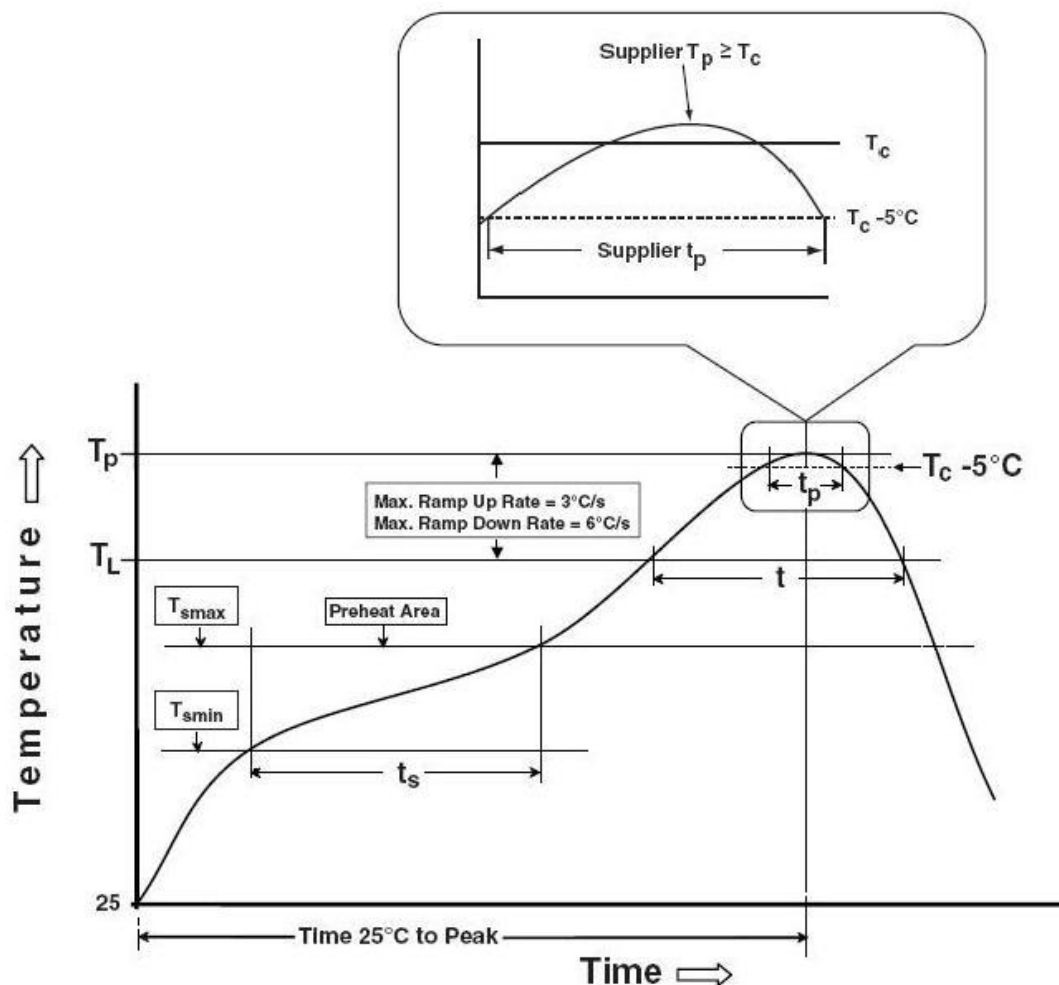 Supplier Tp ≥ Tc
Tc
Tc -5°C
Supplier tp
Tp
Tc -5°C
tp
Max. Ramp Up Rate = 3°C/s
Max. Ramp Down Rate = 6°C/s
TL
t
Tsmax
Preheat Area
Tsmin
ts
Temperature
25
Time 25°C to Peak
Time